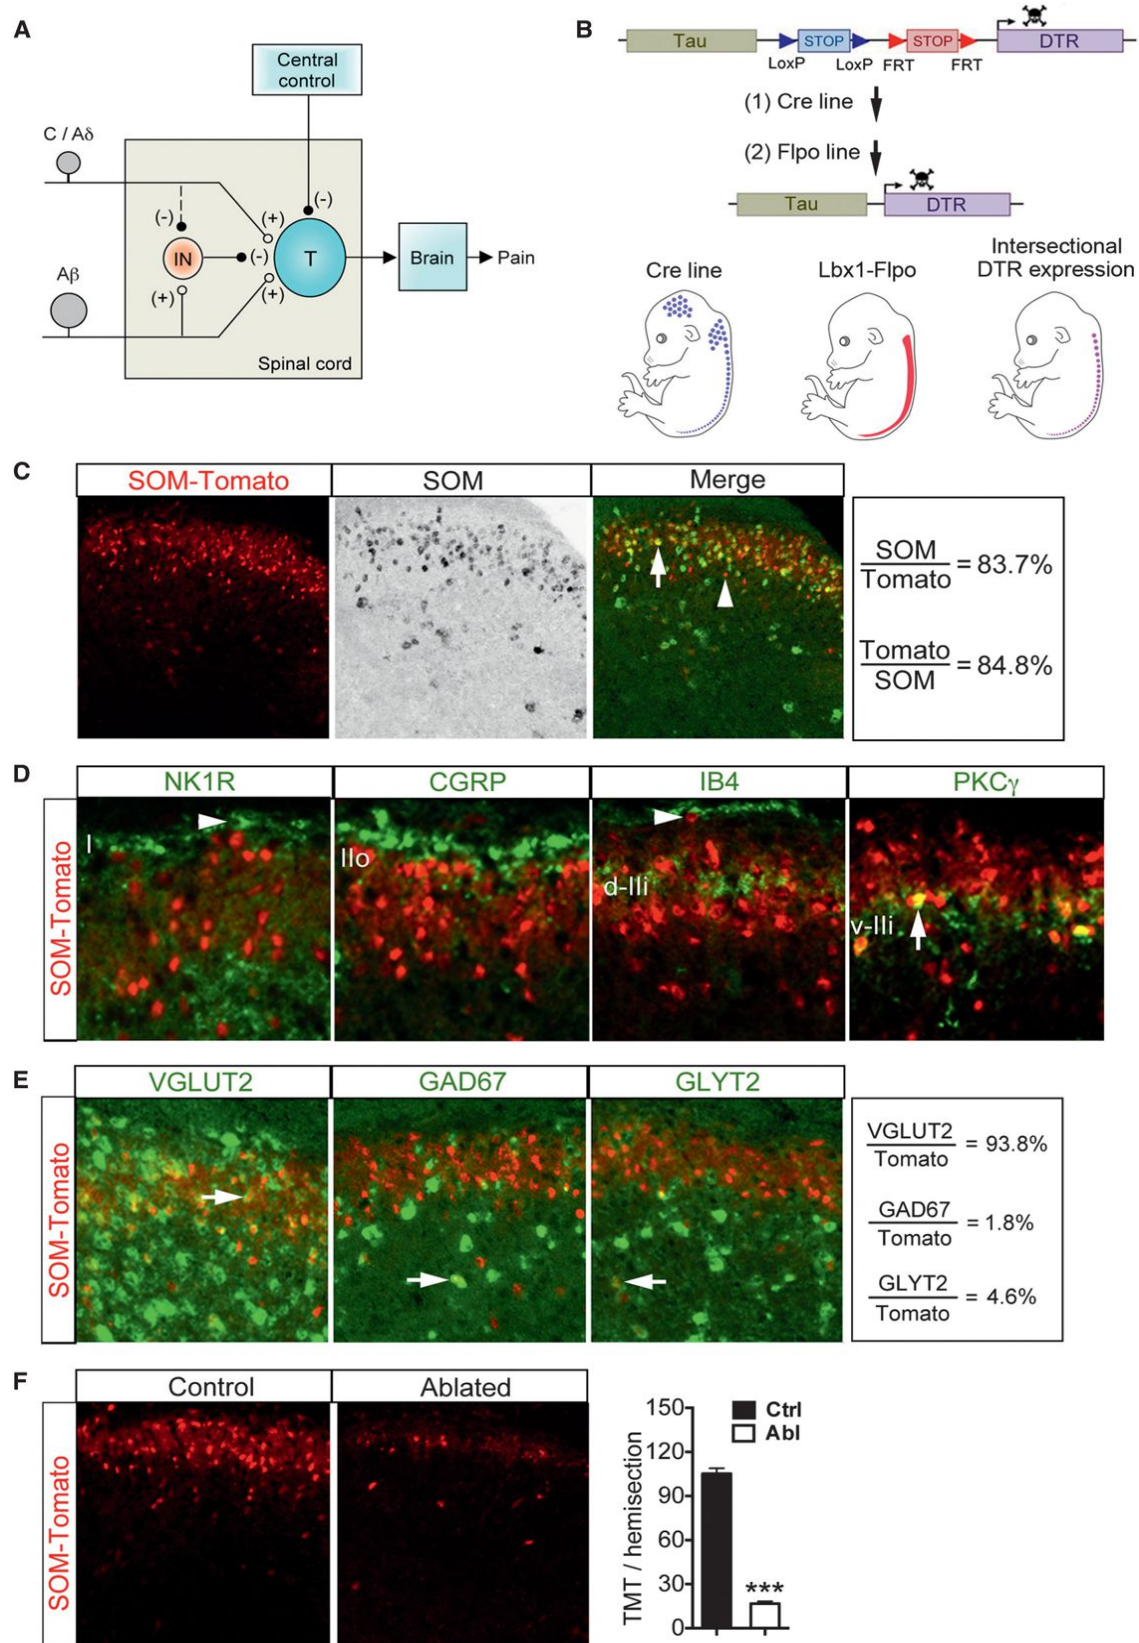 A
Central
control
C / Aδ
(-)
(+)
(-)
IN
(-)
T
Brain
Pain
Aβ
(+)
(+)
Spinal cord
B
Tau
STOP
STOP
DTR
LoxP
LoxP
FRT
FRT
(1) Cre line
(2) Flpo line
Tau
DTR
Cre line
Lbx1-Flpo
Intersectional
DTR expression
C
SOM-Tomato
SOM
Merge
SOM
Tomato
= 83.7%
Tomato
SOM
= 84.8%
D
NK1R
CGRP
IB4
PKCγ
SOM-Tomato
I
IIo
d-IIi
v-IIi
E
VGLUT2
GAD67
GLYT2
SOM-Tomato
VGLUT2
Tomato
= 93.8%
GAD67
Tomato
= 1.8%
GLYT2
Tomato
= 4.6%
F
Control
Ablated
SOM-Tomato
TMT / hemisection
150
120
90
60
30
0
Ctrl
Abl
***